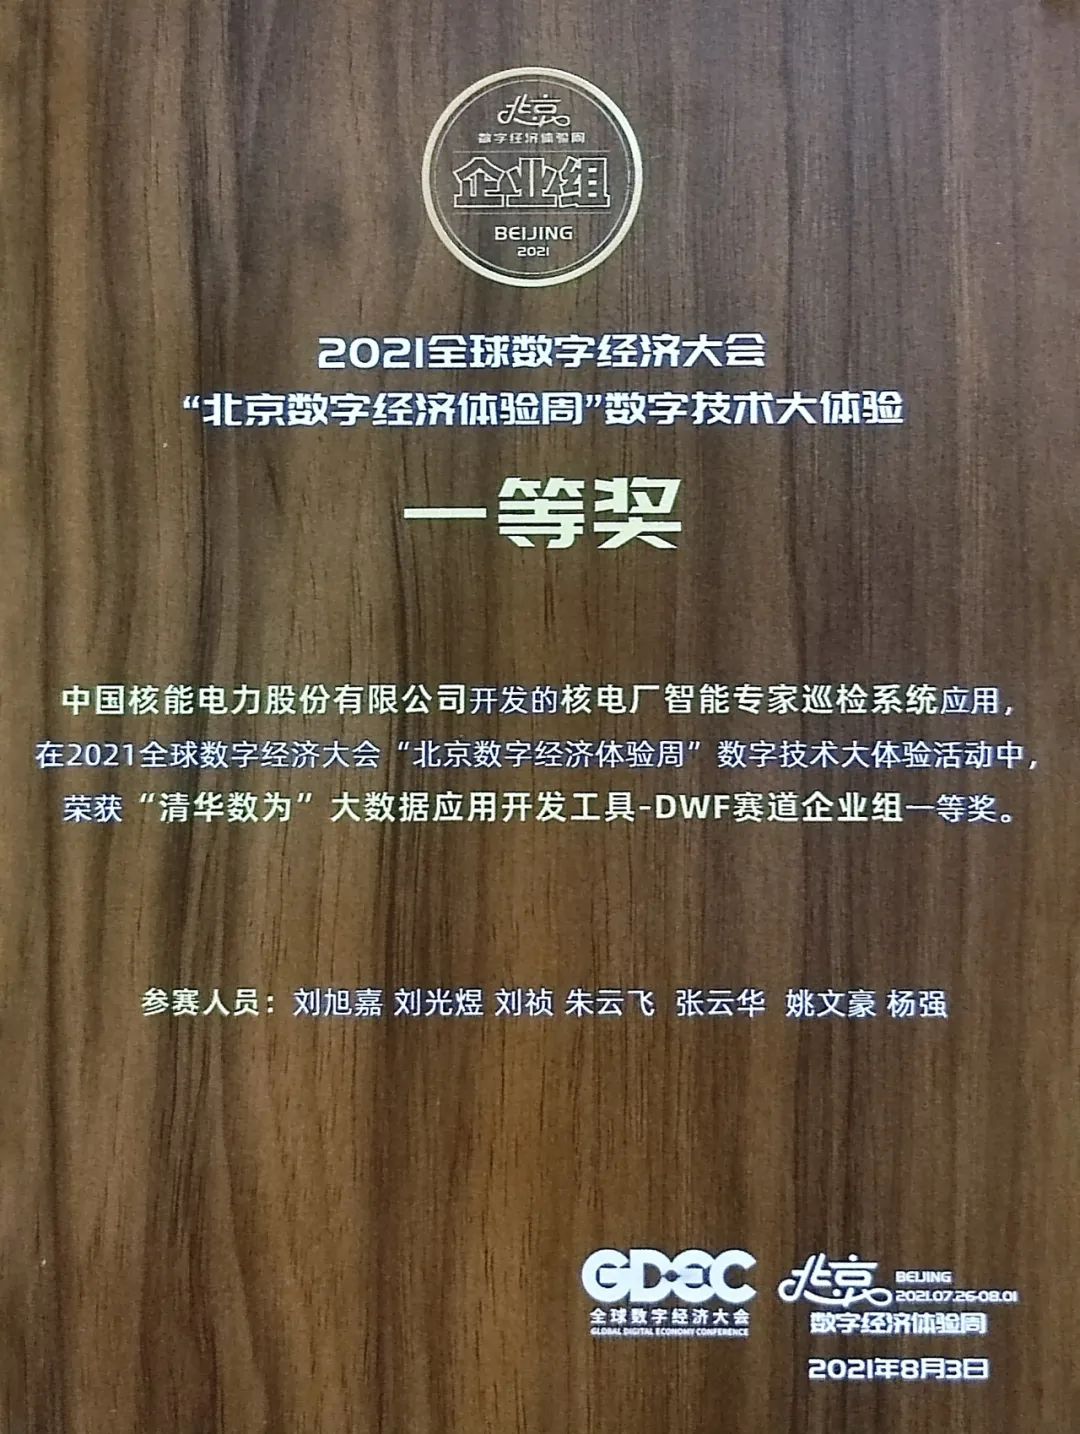 北京
数字经济体验周
企业组
BEIJING
2021
2021全球数字经济大会
“北京数字经济体验周”数字技术大体验
一等奖
中国核能电力股份有限公司开发的核电厂智能专家巡检系统应用，
在2021全球数字经济大会“北京数字经济体验周”数字技术大体验活动中，
荣获“清华数为”大数据应用开发工具-DWF赛道企业组一等奖。
参赛人员：刘旭嘉 刘光煜 刘祯 朱云飞 张云华 姚文豪 杨强
GDEC
全球数字经济大会
GLOBAL DIGITAL ECONOMY CONFERENCE
北京
BEIJING
2021.07.26-08.01
数字经济体验周
2021年8月3日